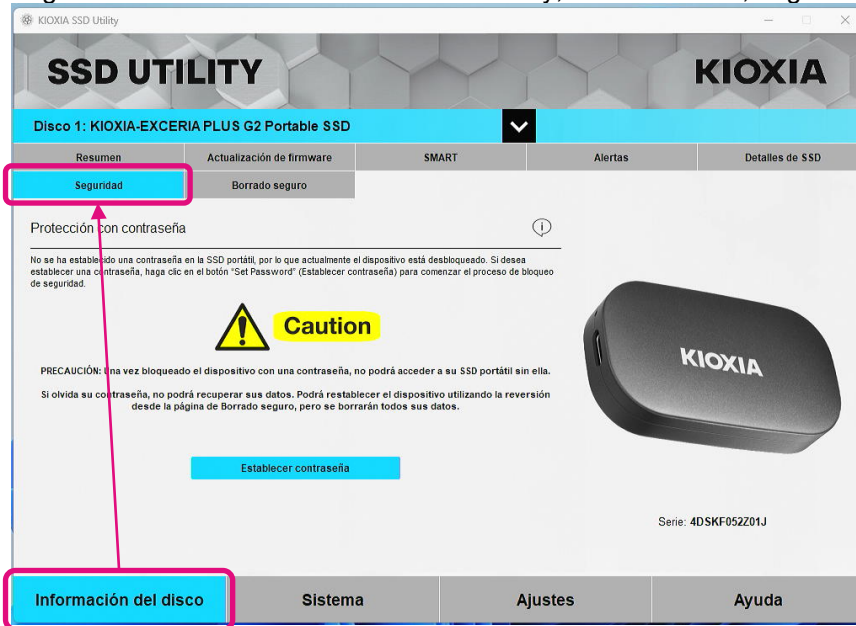 KIOXIA SSD Utility
SSD UTILITY
KIOXIA
Disco 1: KIOXIA-EXCERIA PLUS G2 Portable SSD
Resumen
Actualización de firmware
SMART
Alertas
Detalles de SSD
Seguridad
Borrado seguro
Protección con contraseña
No se ha establecido una contraseña en la SSD portátil, por lo que actualmente el dispositivo está desbloqueado. Si desea
establecer una contraseña, haga clic en el botón "Set Password" (Establecer contraseña) para comenzar el proceso de bloqueo
de seguridad.
Caution
PRECAUCIÓN: Una vez bloqueado el dispositivo con una contraseña, no podrá acceder a su SSD portátil sin ella.
Si olvida su contraseña, no podrá recuperar sus datos. Podrá restablecer el dispositivo utilizando la reversión
desde la página de Borrado seguro, pero se borrarán todos sus datos.
KIOXIA
Establecer contraseña
Serie: 4DSKF052Z01J
Información del disco
Sistema
Ajustes
Ayuda